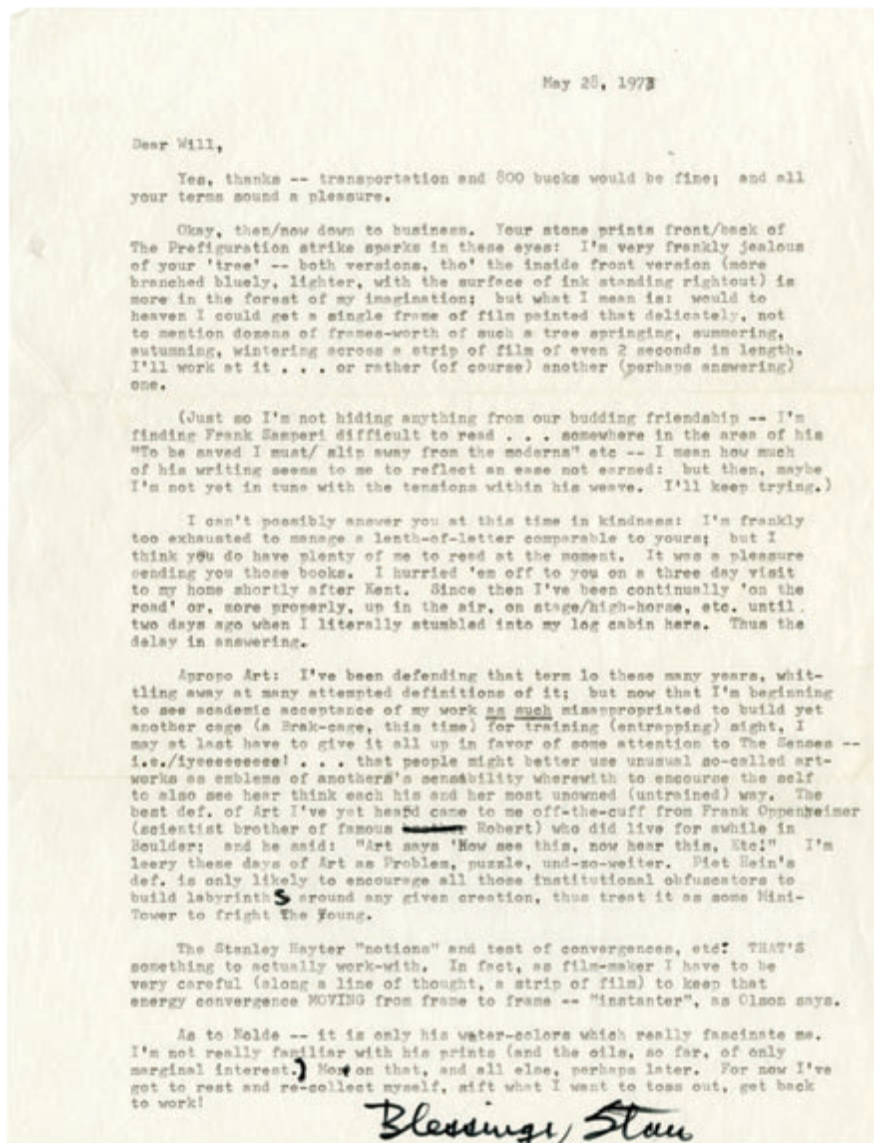 May 28, 1973
Dear Will,
Yes, thanks -- transportation and 800 bucks would be fine; and all
your terms sound a pleasure.
Okay, then/now down to business. Your stone prints front/back of
The Prefiguration strike sparks in these eyes: I'm very frankly jealous
of your 'tree' -- both versions, tho' the inside front version (more
branched bluely, lighter, with the surface of ink standing rightout) is
more in the forest of my imagination; but what I mean is: would to
heaven I could get a single frame of film painted that delicately, not
to mention dozens of frames-worth of such a tree springing, summering,
autumning, wintering across a strip of film of even 2 seconds in length.
I'll work at it . . . or rather (of course) another (perhaps answering)
one.
(Just so I'm not hiding anything from our budding friendship -- I'm
finding Frank Samperi difficult to read . . . somewhere in the area of his
"To be saved I must/ slip away from the moderns" etc -- I mean how much
of his writing seems to me to reflect an ease not earned: but then, maybe
I'm not yet in tune with the tensions within his weave. I'll keep trying.)
I can't possibly answer you at this time in kindness: I'm frankly
too exhausted to manage a lenth-of-letter comparable to yours; but I
think you do have plenty of me to read at the moment. It was a pleasure
sending you those books. I hurried 'em off to you on a three day visit
to my home shortly after Kent. Since then I've been continually 'on the
road' or, more properly, up in the air, on stage/high-horse, etc. until
two days ago when I literally stumbled into my log cabin here. Thus the
delay in answering.
Apropo Art: I've been defending that term lo these many years, whit-
tling away at many attempted definitions of it; but now that I'm beginning
to see academic acceptance of my work as such misappropriated to build yet
another cage (a Brak-cage, this time) for training (entrapping) sight, I
may at last have to give it all up in favor of some attention to The Senses --
i.e./iyeeeeeeeee! . . . that people might better use unusual so-called art-
works as emblems of anothers's sensibility wherewith to encourse the self
to also see hear think each his and her most unowned (untrained) way. The
best def. of Art I've yet heard came to me off-the-cuff from Frank Oppenheimer
(scientist brother of famous Robert) who did live for awhile in
Boulder; and he said: "Art says 'Now see this, now hear this, Etc!" I'm
leery these days of Art as Problem, puzzle, und-zo-weiter. Piet Hein's
def. is only likely to encourage all those institutional obfuscators to
build labyrinthS around any given creation, thus treat it as some Mini-
Tower to fright The Young.
The Stanley Hayter "notions" and test of convergences, etc! THAT'S
something to actually work-with. In fact, as film-maker I have to be
very careful (along a line of thought, a strip of film) to keep that
energy convergence MOVING from frame to frame -- "instanter", as Olson says.
As to Nolde -- it is only his water-colors which really fascinate me.
I'm not really familiar with his prints (and the oils, so far, of only
marginal interest.) More on that, and all else, perhaps later. For now I've
got to rest and re-collect myself, sift what I want to toss out, get back
to work!
Blessings, Stan